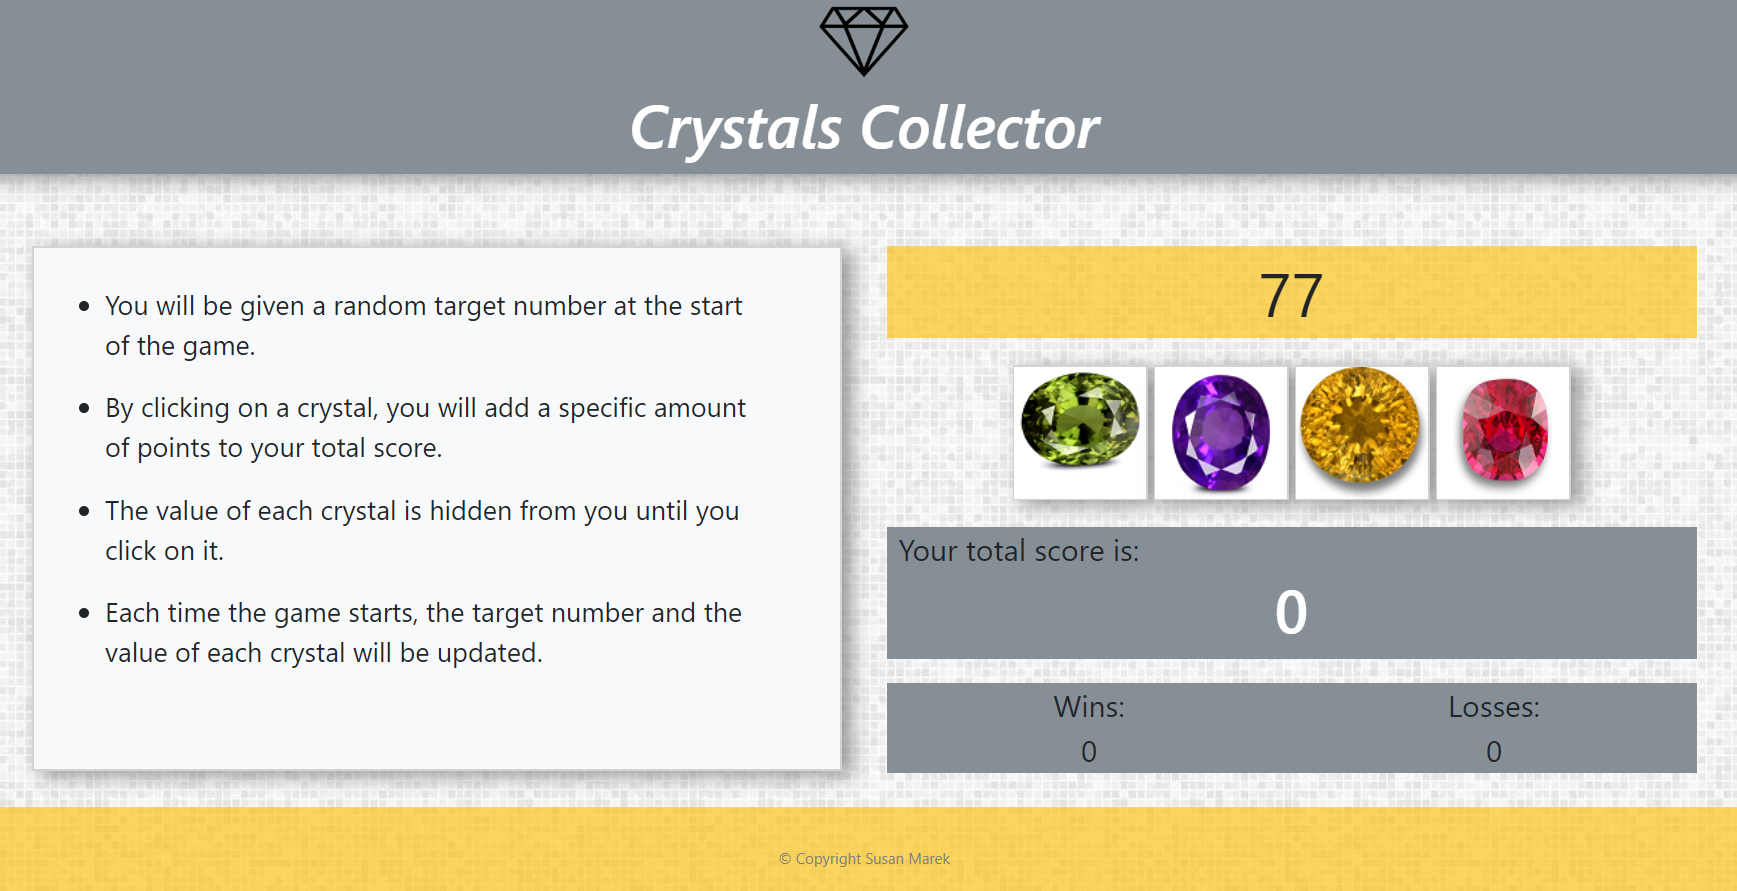 Crystals Collector
• You will be given a random target number at the start
of the game.
• By clicking on a crystal, you will add a specific amount
of points to your total score.
• The value of each crystal is hidden from you until you
click on it.
• Each time the game starts, the target number and the
value of each crystal will be updated.
77
Your total score is:
0
Wins:
0
Losses:
0
© Copyright Susan Marek